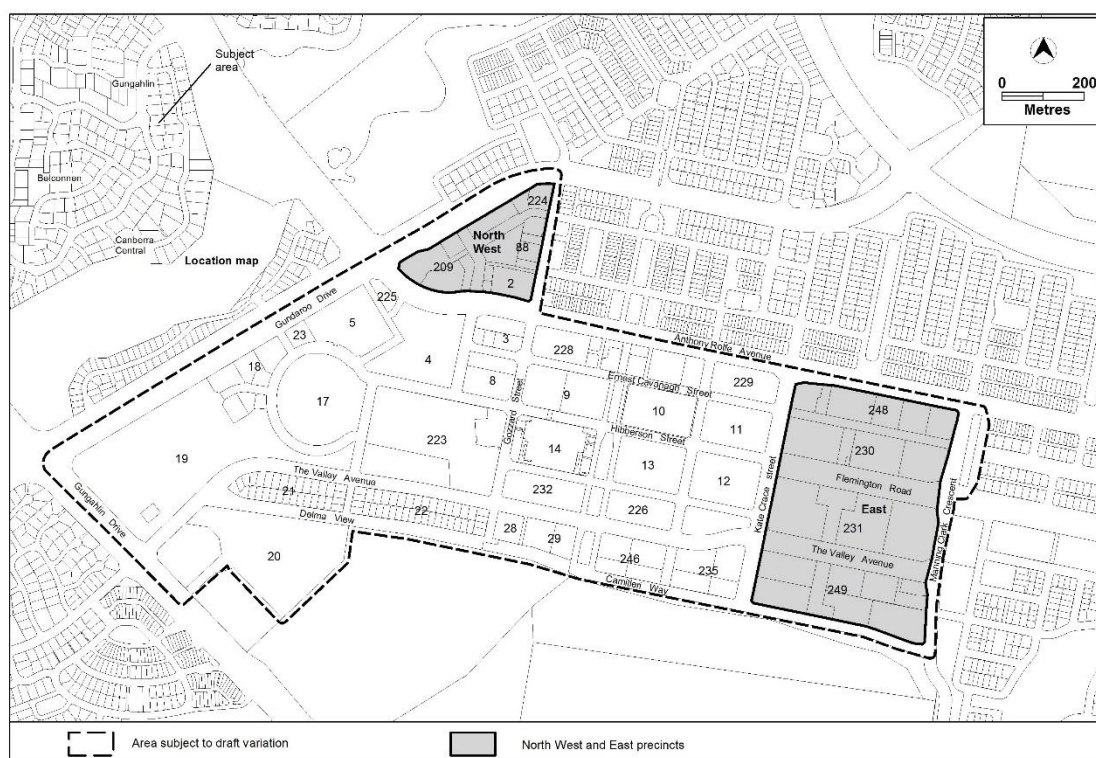 Subject
area
Gungahlin
Belconnen
Canberra
Central
Location map
0 200
Metres
224
North
West
88
209
2
Gundaroo Drive
225
5
23
3
228
Anthony Rolfe Avenue
4
18
229
Ernest Cavanagh Street
8
9
10
248
17
Gozzard Street
11
Hibberson Street
230
223
14
19
13
12
Flemington Road
The Valley Avenue
21
232
Kate Crace street
East
Manning Clark Crescent
22
226
231
Gungahlin Drive
Delma View
28
29
The Valley Avenue
20
246
235
249
Camilleri Way
Area subject to draft variation
North West and East precincts